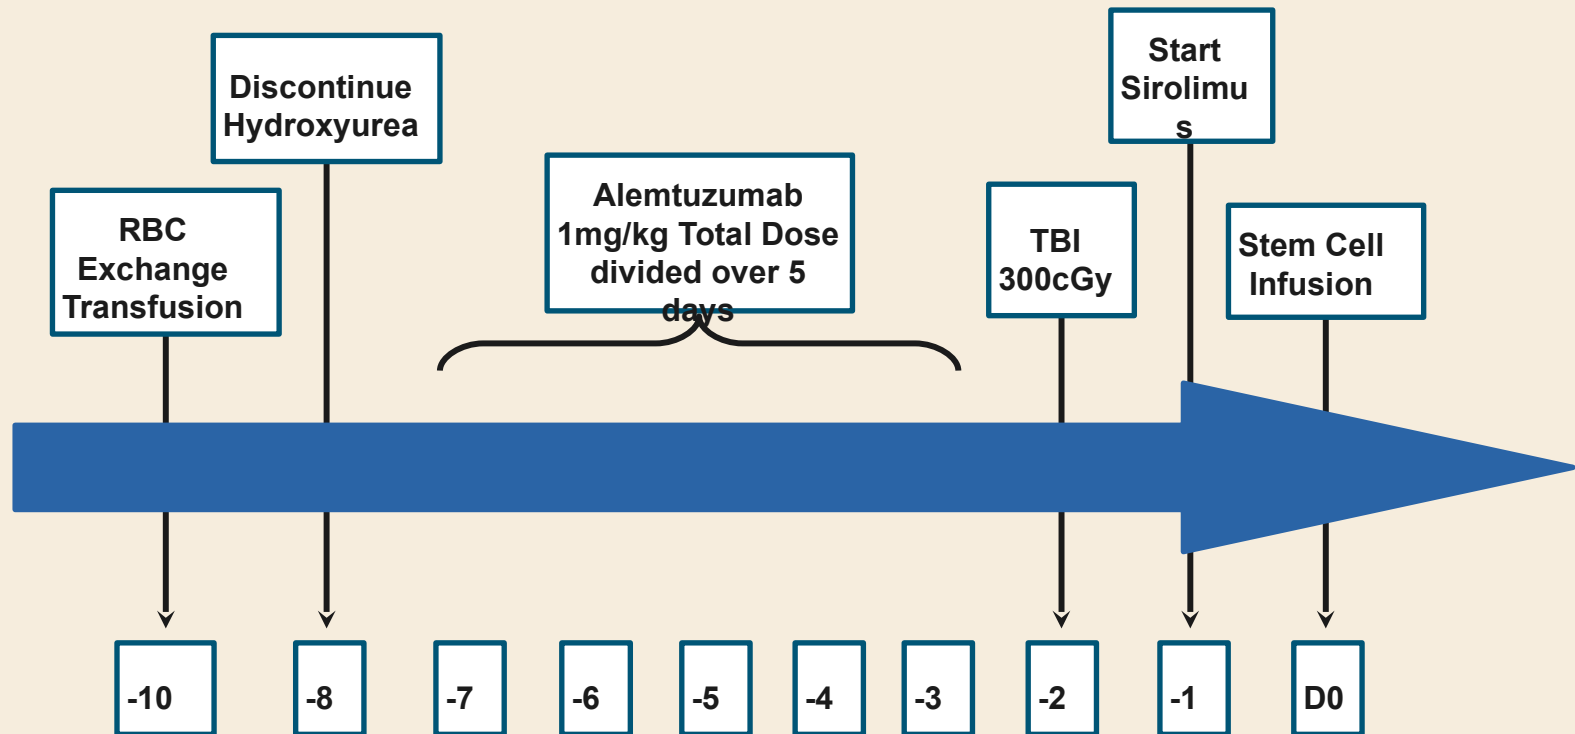 RBC
Exchange
Transfusion
Discontinue
Hydroxyurea
Alemtuzumab
1mg/kg Total Dose
divided over 5
days
TBI
300cGy
Start
Sirolimu
s
Stem Cell
Infusion
-10
-8
-7
-6
-5
-4
-3
-2
-1
D0